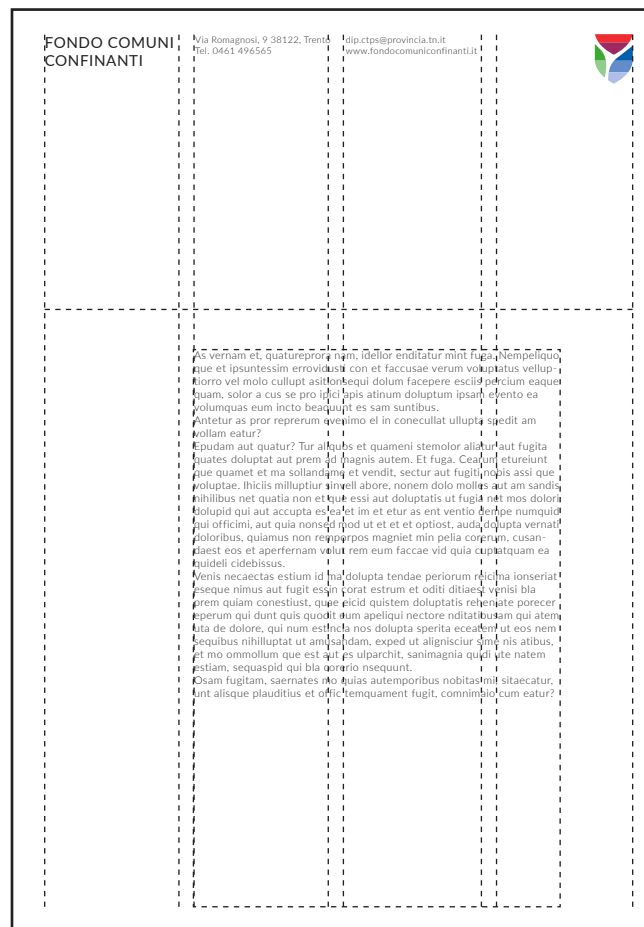 FONDO COMUNI
CONFINANTI
Via Romagnosi, 9 38122, Trento
Tel. 0461 496565
dip.ctps@provincia.tn.it
www.fondocomuniconfinanti.it
As vernam et, quatureprora nam, idellor enditatur mint fuga. Nempeliquo
que et ipsuntessim errovidusti con et faccusae verum voluptatus vellup-
tiorro vel molo cullupt asitionsequi dolum facepere esciis percium eaque
quam, solor a cus se pro ipici apis atinum doluptum ipsam evento ea
volumquas eum incto beaquunt es sam suntibus.
Antetur as pror reprerum evenimo el in conecullat ullupta spedit am
vollam eatur?
Epudam aut quatur? Tur aliquos et quameni stemolor aliatur aut fugita
quates doluptat aut prem ad magnis autem. Et fuga. Cearum etureiunt
que quamet et ma sollandame et vendit, sectur aut fugiti nobis assi que
voluptae. Ihiciis milluptiur sinvell abore, nonem dolo molles aut am sandis
nihilibus net quatia non et que essi aut doluptatis ut fugia net mos dolori
dolupid qui aut accupta es ea et im et etur as ent ventio dempe numquid
qui officimi, aut quia nonsed mod ut et et et optiost, auda dolupta vernati
doloribus, quiamus non remporpos magniet min pelia corerum, cusan-
daest eos et aperfernam volut rem eum faccae vid quia cuptatquam ea
quideli cidebissus.
Venis necaectas estium id ma dolupta tendae periorum reicima ionseriat
eseque nimus aut fugit essin corat estrum et oditi ditiaest venisi bla
prem quiam conestiust, quae eicid quistem doluptatis reheniate porecer
eperum qui dunt quis quodit eum apeliqui nectore nditatibusam qui atem
uta de dolore, qui num estincia nos dolupta sperita eceatem ut eos nem
sequibus nihilluptat ut amusandam, exped ut alignisciur sime nis atibus,
et mo ommollum que est aut es ulparchit, sanimagnia quidi ute natem
estiam, sequaspid qui bla qorerio nsequunt.
Osam fugitam, saernates mo quias autemporibus nobitas mil sitaecatur,
unt alisque plauditius et offic temquament fugit, comnimaio cum eatur?